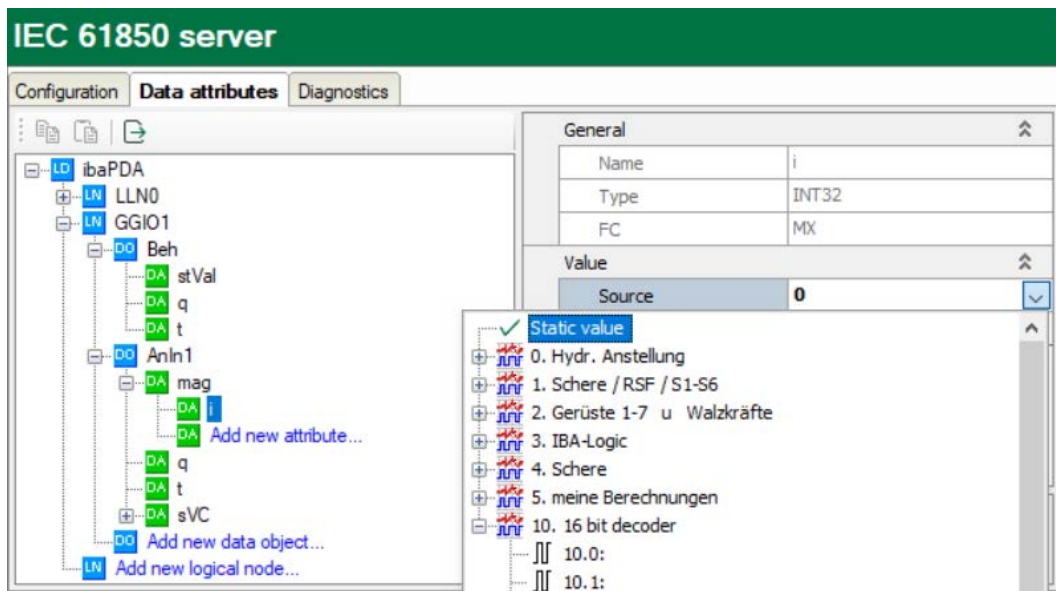 IEC 61850 server
Configuration Data attributes Diagnostics
LD ibaPDA
LN LLN0
LN GGIO1
DO Beh
DA stVal
DA q
DA t
DO AnIn1
DA mag
DA i
DA Add new attribute...
DA q
DA t
DA sVC
DO Add new data object...
LN Add new logical node...
General
Name i
Type INT32
FC MX
Value
Source 0
Static value
0. Hydr. Anstellung
1. Schere / RSF / S1-S6
2. Gerüste 1-7 u Walzkräfte
3. IBA-Logic
4. Schere
5. meine Berechnungen
10. 16 bit decoder
10.0:
10.1: